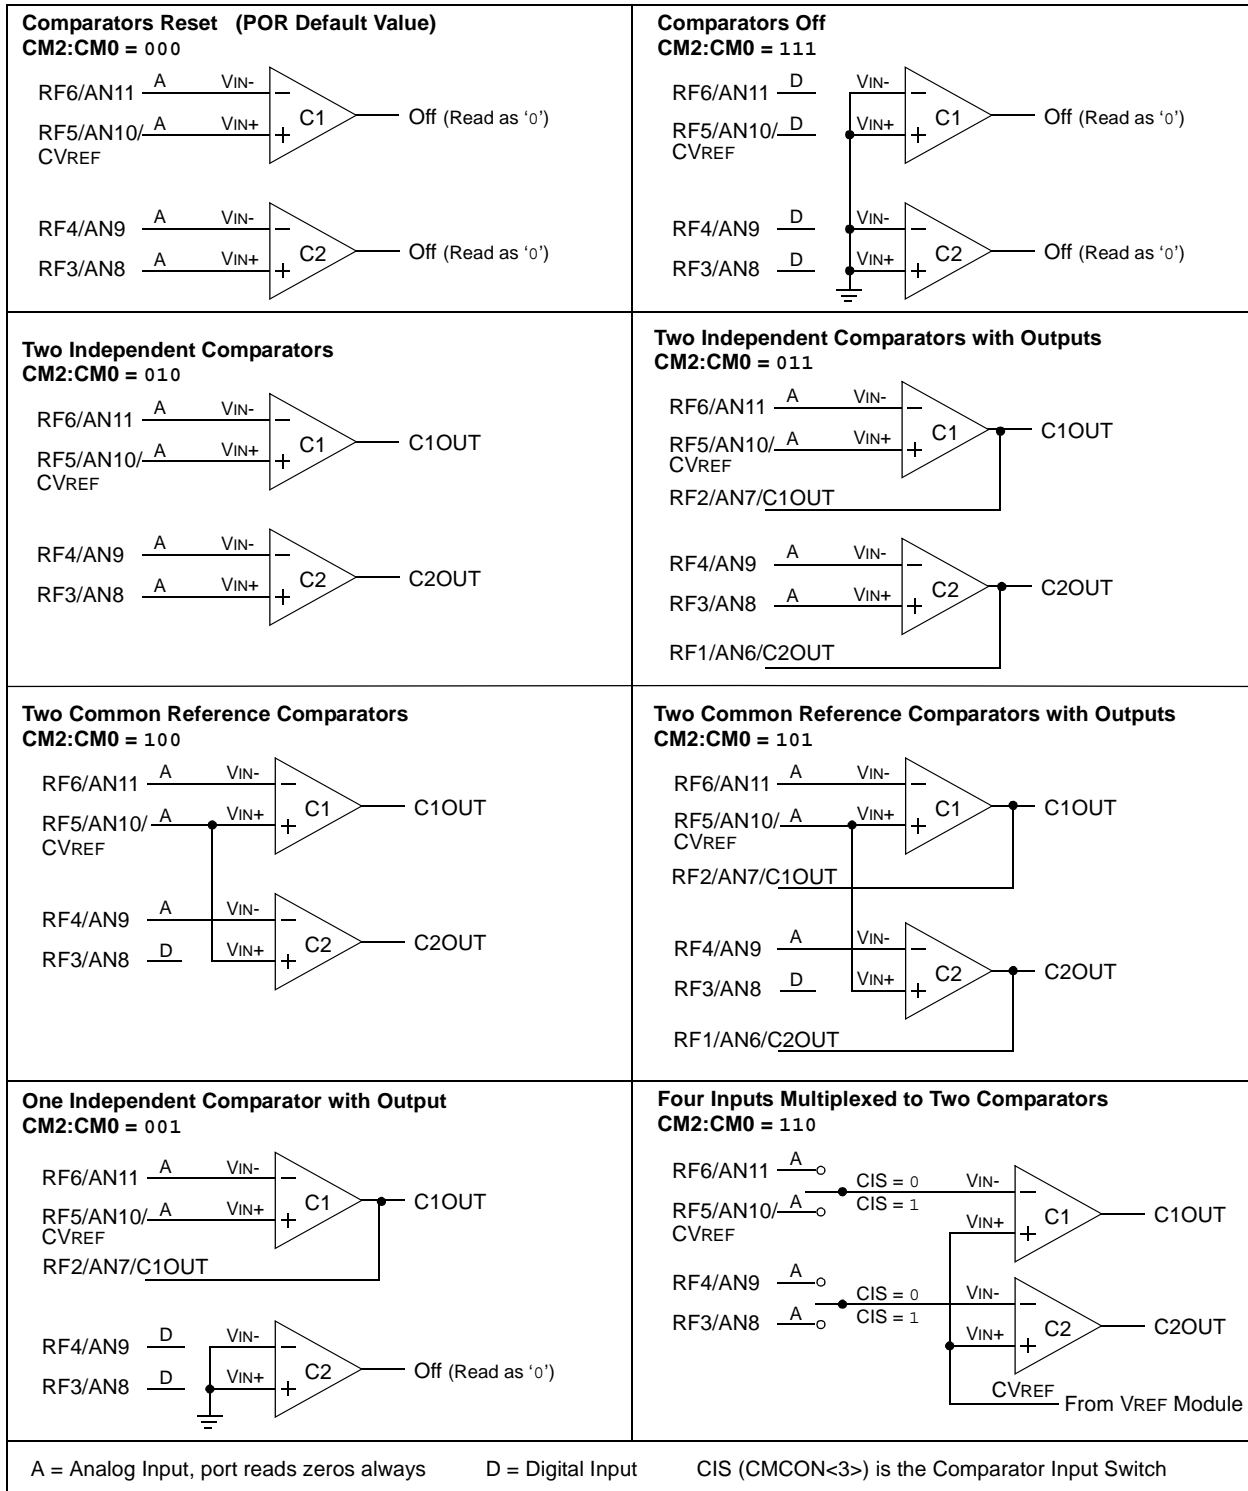 Comparators Reset (POR Default Value)
CM2:CM0 = 000
RF6/AN11 A VIN-
C1
Off (Read as ‘0’)
RF5/AN10/ A VIN+
CVREF
RF4/AN9 A VIN-
C2
Off (Read as ‘0’)
RF3/AN8 A VIN+
Comparators Off
CM2:CM0 = 111
RF6/AN11 D VIN-
C1
Off (Read as ‘0’)
RF5/AN10/ D VIN+
CVREF
RF4/AN9 D VIN-
C2
Off (Read as ‘0’)
RF3/AN8 D VIN+
Two Independent Comparators
CM2:CM0 = 010
RF6/AN11 A VIN-
C1
C1OUT
RF5/AN10/ A VIN+
CVREF
RF4/AN9 A VIN-
C2
C2OUT
RF3/AN8 A VIN+
Two Independent Comparators with Outputs
CM2:CM0 = 011
RF6/AN11 A VIN-
C1
C1OUT
RF5/AN10/ A VIN+
CVREF
RF2/AN7/C1OUT
RF4/AN9 A VIN-
C2
C2OUT
RF3/AN8 A VIN+
RF1/AN6/C2OUT
Two Common Reference Comparators
CM2:CM0 = 100
RF6/AN11 A VIN-
C1
C1OUT
RF5/AN10/ A VIN+
CVREF
RF4/AN9 A VIN-
C2
C2OUT
RF3/AN8 D VIN+
Two Common Reference Comparators with Outputs
CM2:CM0 = 101
RF6/AN11 A VIN-
C1
C1OUT
RF5/AN10/ A VIN+
CVREF
RF2/AN7/C1OUT
RF4/AN9 A VIN-
C2
C2OUT
RF3/AN8 D VIN+
RF1/AN6/C2OUT
One Independent Comparator with Output
CM2:CM0 = 001
RF6/AN11 A VIN-
C1
C1OUT
RF5/AN10/ A VIN+
CVREF
RF2/AN7/C1OUT
RF4/AN9 D VIN-
C2
Off (Read as ‘0’)
RF3/AN8 D VIN+
Four Inputs Multiplexed to Two Comparators
CM2:CM0 = 110
RF6/AN11 A
CIS = 0 VIN-
RF5/AN10/ A CIS = 1
CVREF
VIN+
C1
C1OUT
RF4/AN9 A
CIS = 0 VIN-
RF3/AN8 A CIS = 1
VIN+
C2
C2OUT
CVREF
From VREF Module
A = Analog Input, port reads zeros always D = Digital Input CIS (CMCON<3>) is the Comparator Input Switch